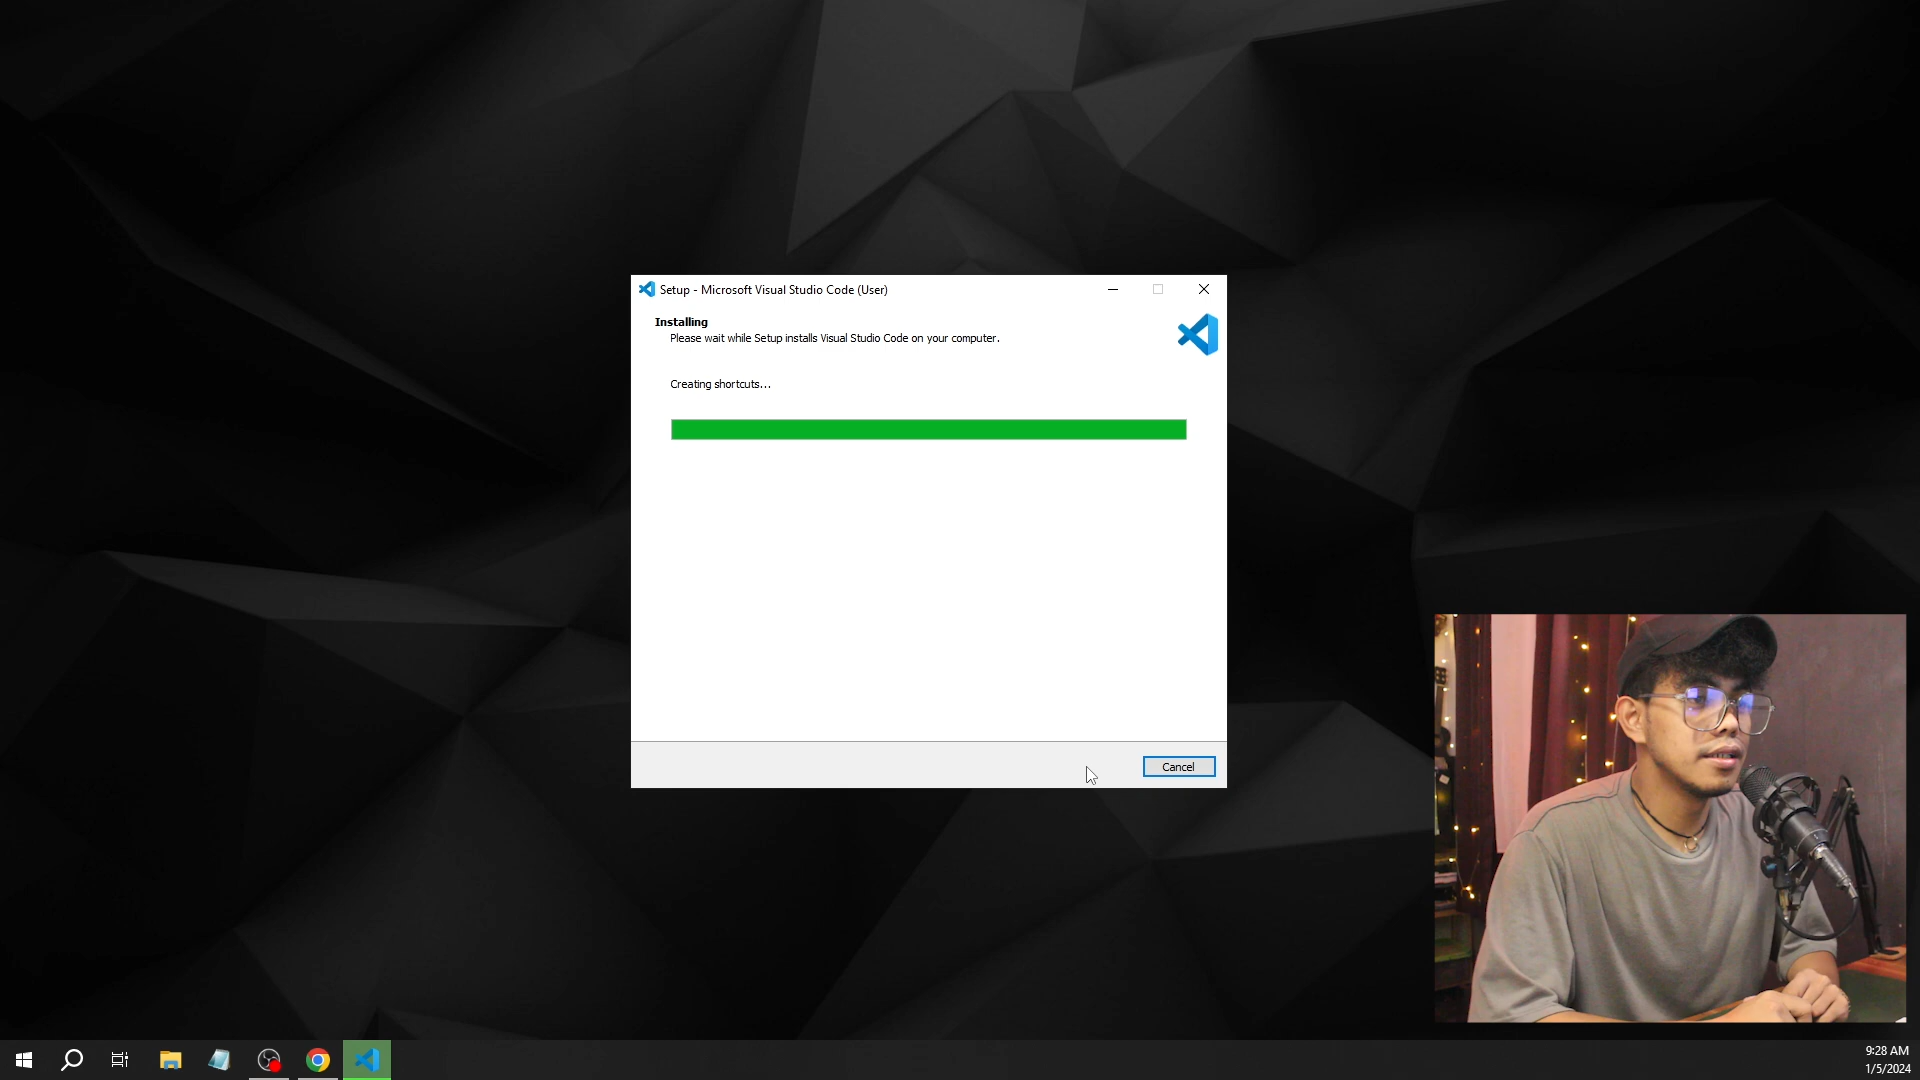 Setup - Microsoft Visual Studio Code (User)
Installing
Please wait while Setup installs Visual Studio Code on your computer.
Creating shortcuts...
Cancel
9:28 AM
1/5/2024